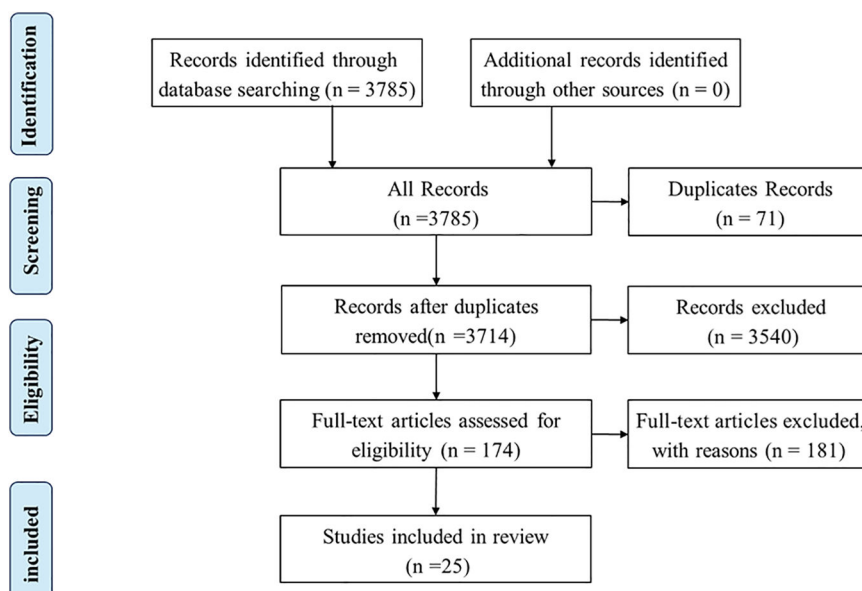 Identification
Records identified through
database searching (n = 3785)
Additional records identified
through other sources (n = 0)
Screening
All Records
(n =3785)
Duplicates Records
(n = 71)
Records after duplicates
removed(n =3714)
Records excluded
(n = 3540)
Eligibility
Full-text articles assessed for
eligibility (n = 174)
Full-text articles excluded,
with reasons (n = 181)
included
Studies included in review
(n =25)